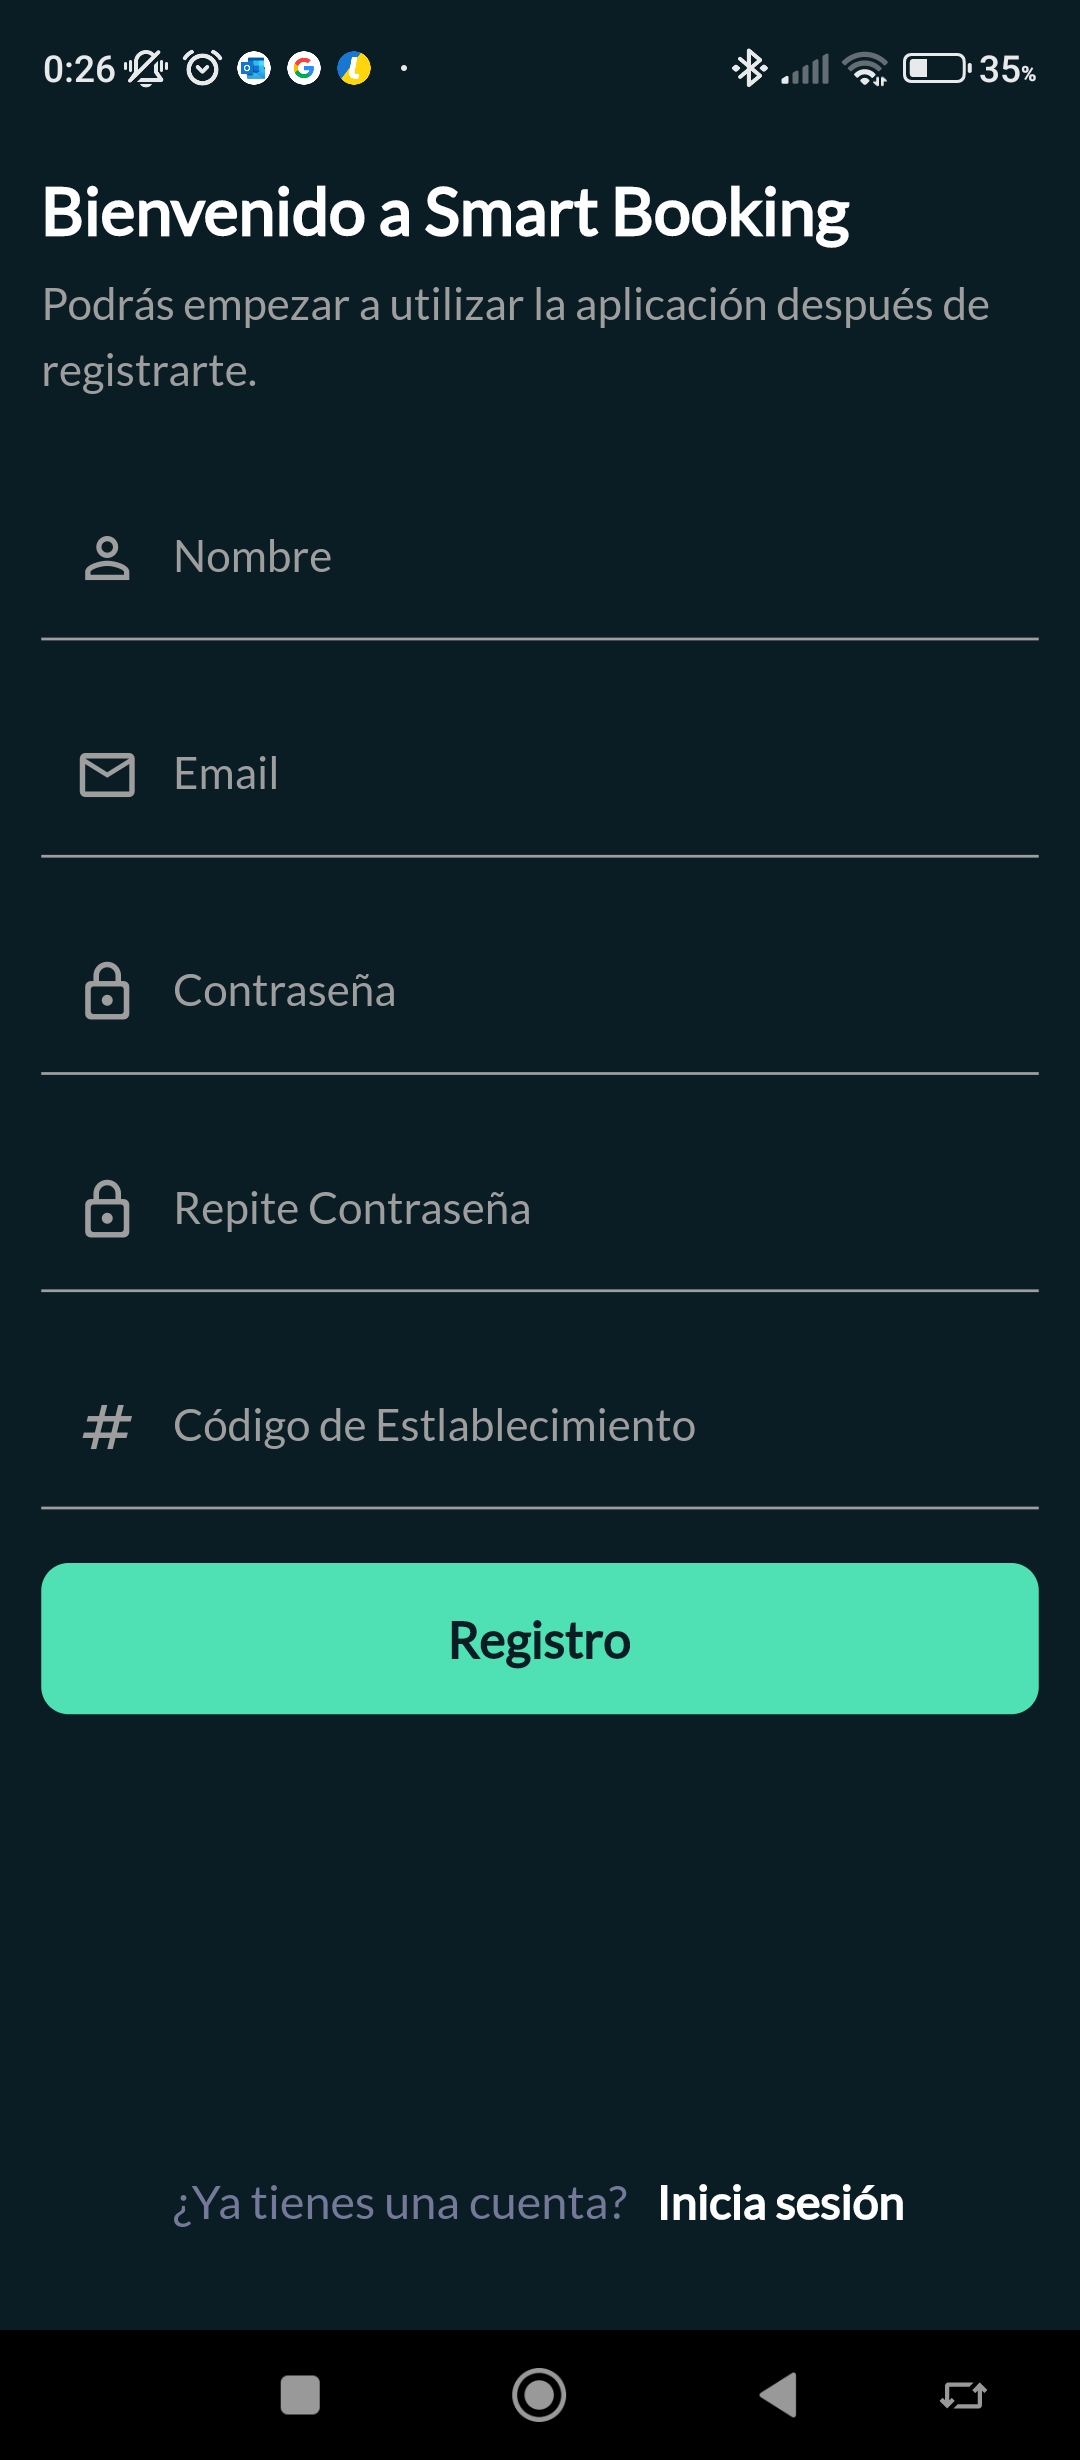 0:26
35%
Bienvenido a Smart Booking
Podrás empezar a utilizar la aplicación después de
registrarte.
Nombre
Email
Contraseña
Repite Contraseña
# Código de Estlablecimiento
Registro
¿Ya tienes una cuenta? Inicia sesión